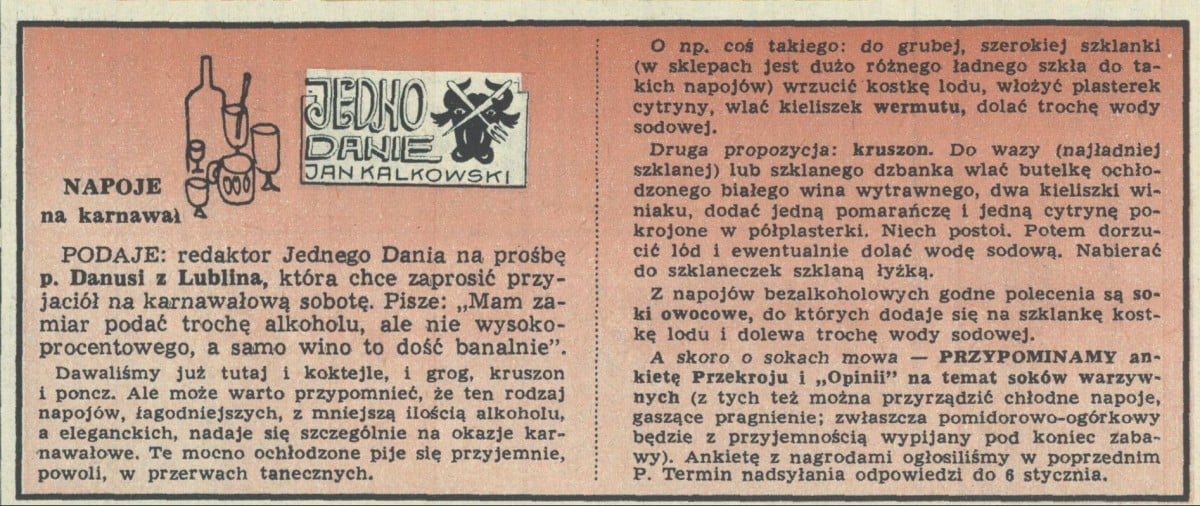 NAPOJE
na karnawał
JEDNO
DANIE
JAN KALKOWSKI
PODAJE: redaktor Jednego Dania na prośbę
p. Danusi z Lublina, która chce zaprosić przy-
jaciół na karnawałową sobotę. Pisze: „Mam za-
miar podać trochę alkoholu, ale nie wysoko-
procentowego, a samo wino to dość banalnie”.
Dawaliśmy już tutaj i koktejle, i grog, kruszon
i poncz. Ale może warto przypomnieć, że ten rodzaj
napojów, łagodniejszych, z mniejszą ilością alkoholu,
a eleganckich, nadaje się szczególnie na okazje kar-
nawałowe. Te mocno ochłodzone pije się przyjemnie,
powoli, w przerwach tanecznych.
O np. coś takiego: do grubej, szerokiej szklanki
(w sklepach jest dużo różnego ładnego szkła do ta-
kich napojów) wrzucić kostkę lodu, włożyć plasterek
cytryny, wlać kieliszek wermutu, dolać trochę wody
sodowej.
Druga propozycja: kruszon. Do wazy (najładniej
szklanej) lub szklanego dzbanka wlać butelkę ochło-
dzonego białego wina wytrawnego, dwa kieliszki wi-
niaku, dodać jedną pomarańczę i jedną cytrynę po-
krojone w półplasterki. Niech postoi. Potem dorzu-
cić lód i ewentualnie dolać wodę sodową. Nabierać
do szklaneczek szklaną łyżką.
Z napojów bezalkoholowych godne polecenia są so-
ki owocowe, do których dodaje się na szklankę kost-
kę lodu i dolewa trochę wody sodowej.
A skoro o sokach mowa — PRZYPOMINAMY an-
kietę Przekroju i „Opinii” na temat soków warzyw-
nych (z tych też można przyrządzić chłodne napoje,
gaszące pragnienie; zwłaszcza pomidorowo-ogórkowy
będzie z przyjemnością wypijany pod koniec zaba-
wy). Ankietę z nagrodami ogłosiliśmy w poprzednim
P. Termin nadsyłania odpowiedzi do 6 stycznia.